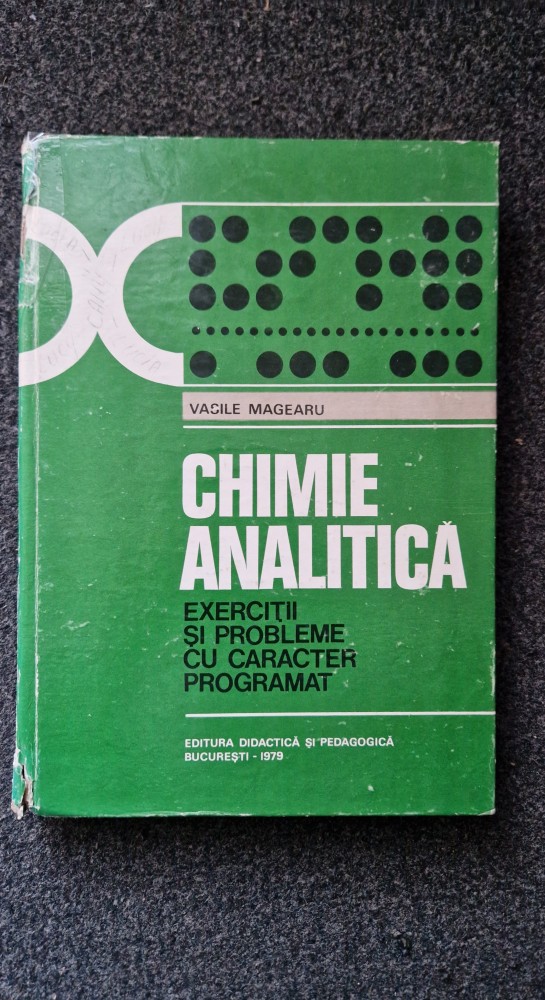 VASILE MAGEARU
CHIMIE
ANALITICĂ
EXERCIȚII
ȘI PROBLEME
CU CARACTER
PROGRAMAT
EDITURA DIDACTICĂ ȘI PEDAGOGICĂ
BUCUREȘTI - 1979